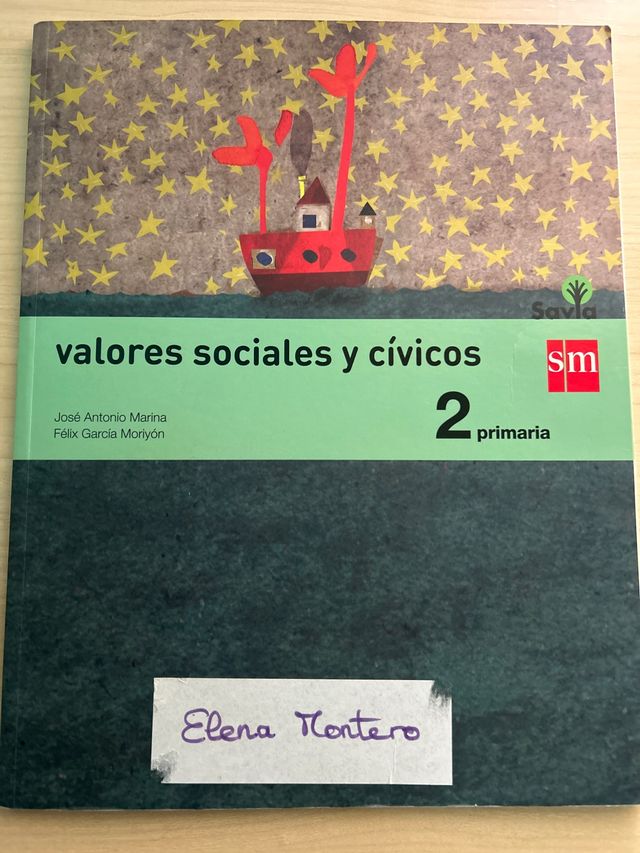 Savia
valores sociales y cívicos
sm
José Antonio Marina
Félix García Moriyón
2 primaria
Elena Montero